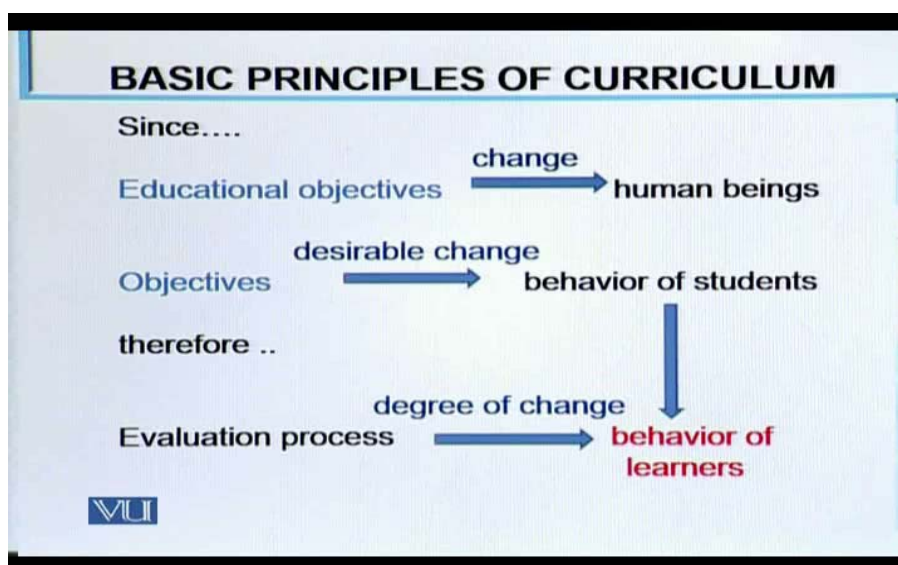 BASIC PRINCIPLES OF CURRICULUM
Since....
change
Educational objectives human beings
desirable change
Objectives behavior of students
therefore ..
degree of change
Evaluation process behavior of
learners
VU